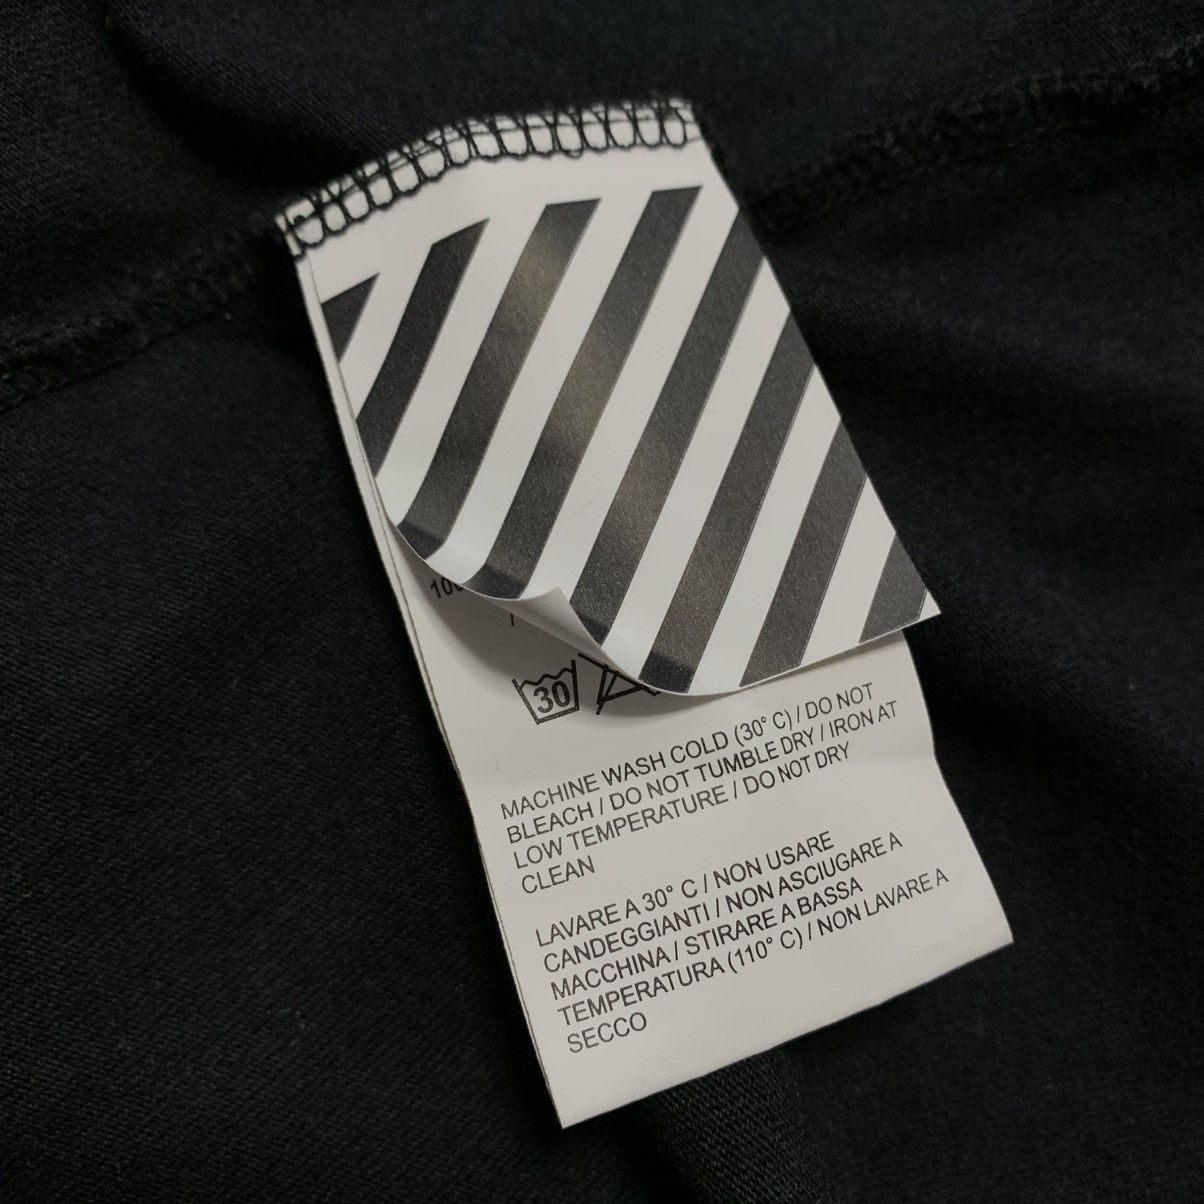 30
MACHINE WASH COLD (30° C) / DO NOT
BLEACH / DO NOT TUMBLE DRY / IRON AT
LOW TEMPERATURE / DO NOT DRY
CLEAN
LAVARE A 30° C / NON USARE
CANDEGGIANTI / NON ASCIUGARE A
MACCHINA / STIRARE A BASSA
TEMPERATURA (110° C) / NON LAVARE A
SECCO